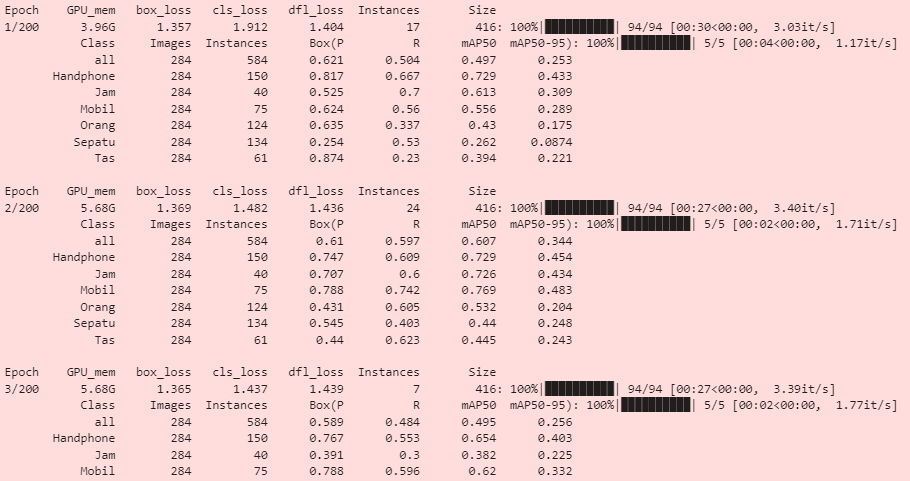 Epoch GPU_mem box_loss cls_loss dfl_loss Instances Size
1/200 3.96G 1.357 1.912 1.404 17 416: 100%|██████████| 94/94 [00:30<00:00, 3.03it/s]
Class Images Instances Box(P R mAP50 mAP50-95): 100%|██████████| 5/5 [00:04<00:00, 1.17it/s]
all 284 584 0.621 0.504 0.497 0.253
Handphone 284 150 0.817 0.667 0.729 0.433
Jam 284 40 0.525 0.7 0.613 0.309
Mobil 284 75 0.624 0.56 0.556 0.289
Orang 284 124 0.635 0.337 0.43 0.175
Sepatu 284 134 0.254 0.53 0.262 0.0874
Tas 284 61 0.874 0.23 0.394 0.221
Epoch GPU_mem box_loss cls_loss dfl_loss Instances Size
2/200 5.68G 1.369 1.482 1.436 24 416: 100%|██████████| 94/94 [00:27<00:00, 3.40it/s]
Class Images Instances Box(P R mAP50 mAP50-95): 100%|██████████| 5/5 [00:02<00:00, 1.71it/s]
all 284 584 0.61 0.597 0.607 0.344
Handphone 284 150 0.747 0.609 0.729 0.454
Jam 284 40 0.707 0.6 0.726 0.434
Mobil 284 75 0.788 0.742 0.769 0.483
Orang 284 124 0.431 0.605 0.532 0.204
Sepatu 284 134 0.545 0.403 0.44 0.248
Tas 284 61 0.44 0.623 0.445 0.243
Epoch GPU_mem box_loss cls_loss dfl_loss Instances Size
3/200 5.68G 1.365 1.437 1.439 7 416: 100%|██████████| 94/94 [00:27<00:00, 3.39it/s]
Class Images Instances Box(P R mAP50 mAP50-95): 100%|██████████| 5/5 [00:02<00:00, 1.77it/s]
all 284 584 0.589 0.484 0.495 0.256
Handphone 284 150 0.767 0.553 0.654 0.403
Jam 284 40 0.391 0.3 0.382 0.225
Mobil 284 75 0.788 0.596 0.62 0.332